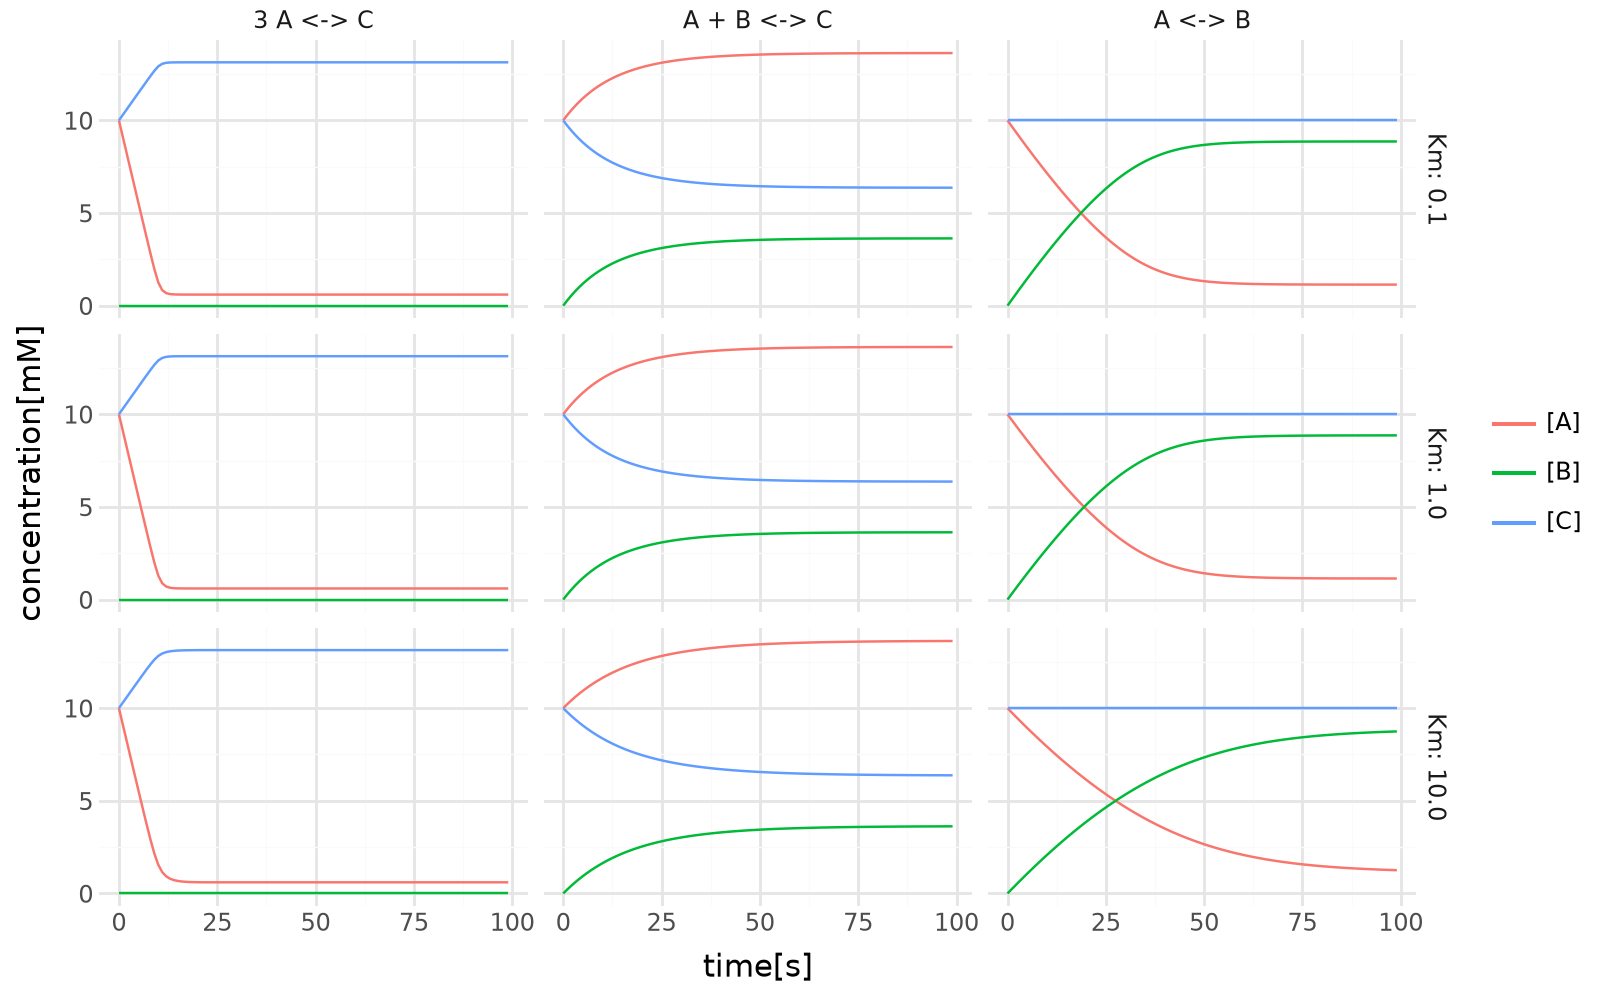 3 A <-> C
A + B <-> C
A <-> B
10
5
0
Km: 0.1
concentration[mM]
10
5
0
Km: 1.0
[A]
[B]
[C]
10
5
0
Km: 10.0
0 25 50 75 100
0 25 50 75 100
0 25 50 75 100
time[s]